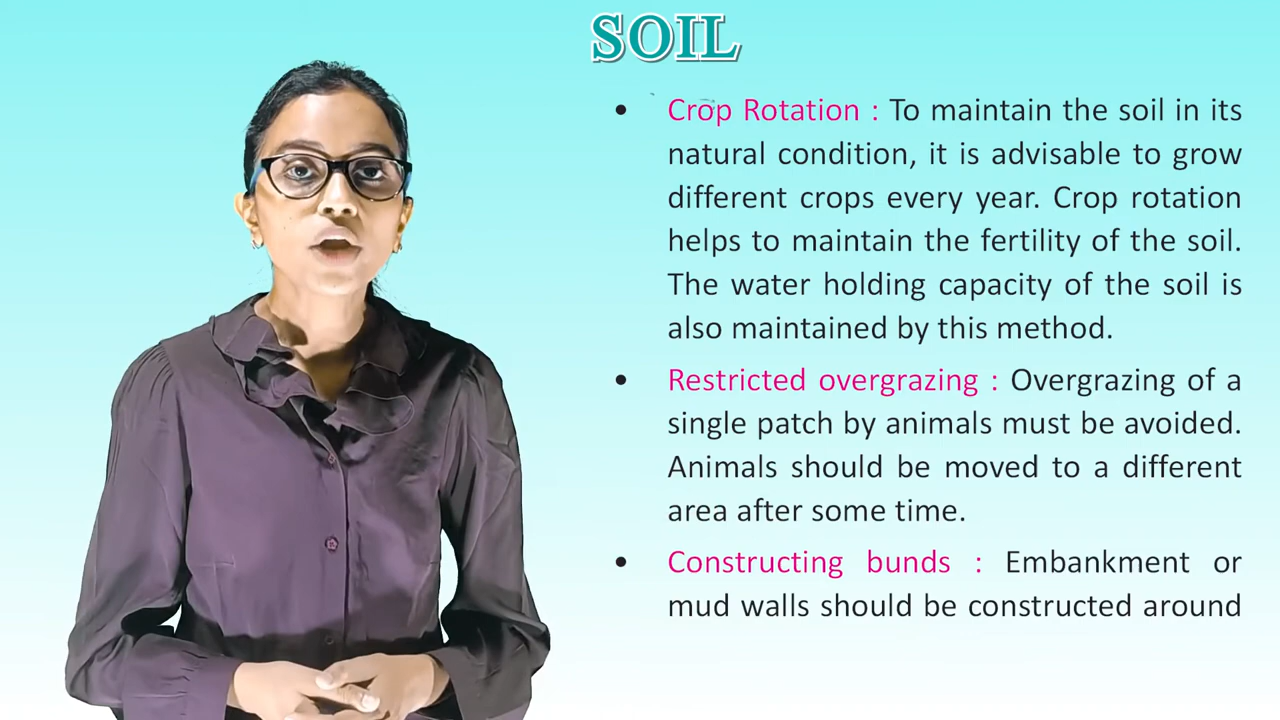 SOIL
• Crop Rotation : To maintain the soil in its
natural condition, it is advisable to grow
different crops every year. Crop rotation
helps to maintain the fertility of the soil.
The water holding capacity of the soil is
also maintained by this method.
• Restricted overgrazing : Overgrazing of a
single patch by animals must be avoided.
Animals should be moved to a different
area after some time.
• Constructing bunds : Embankment or
mud walls should be constructed around